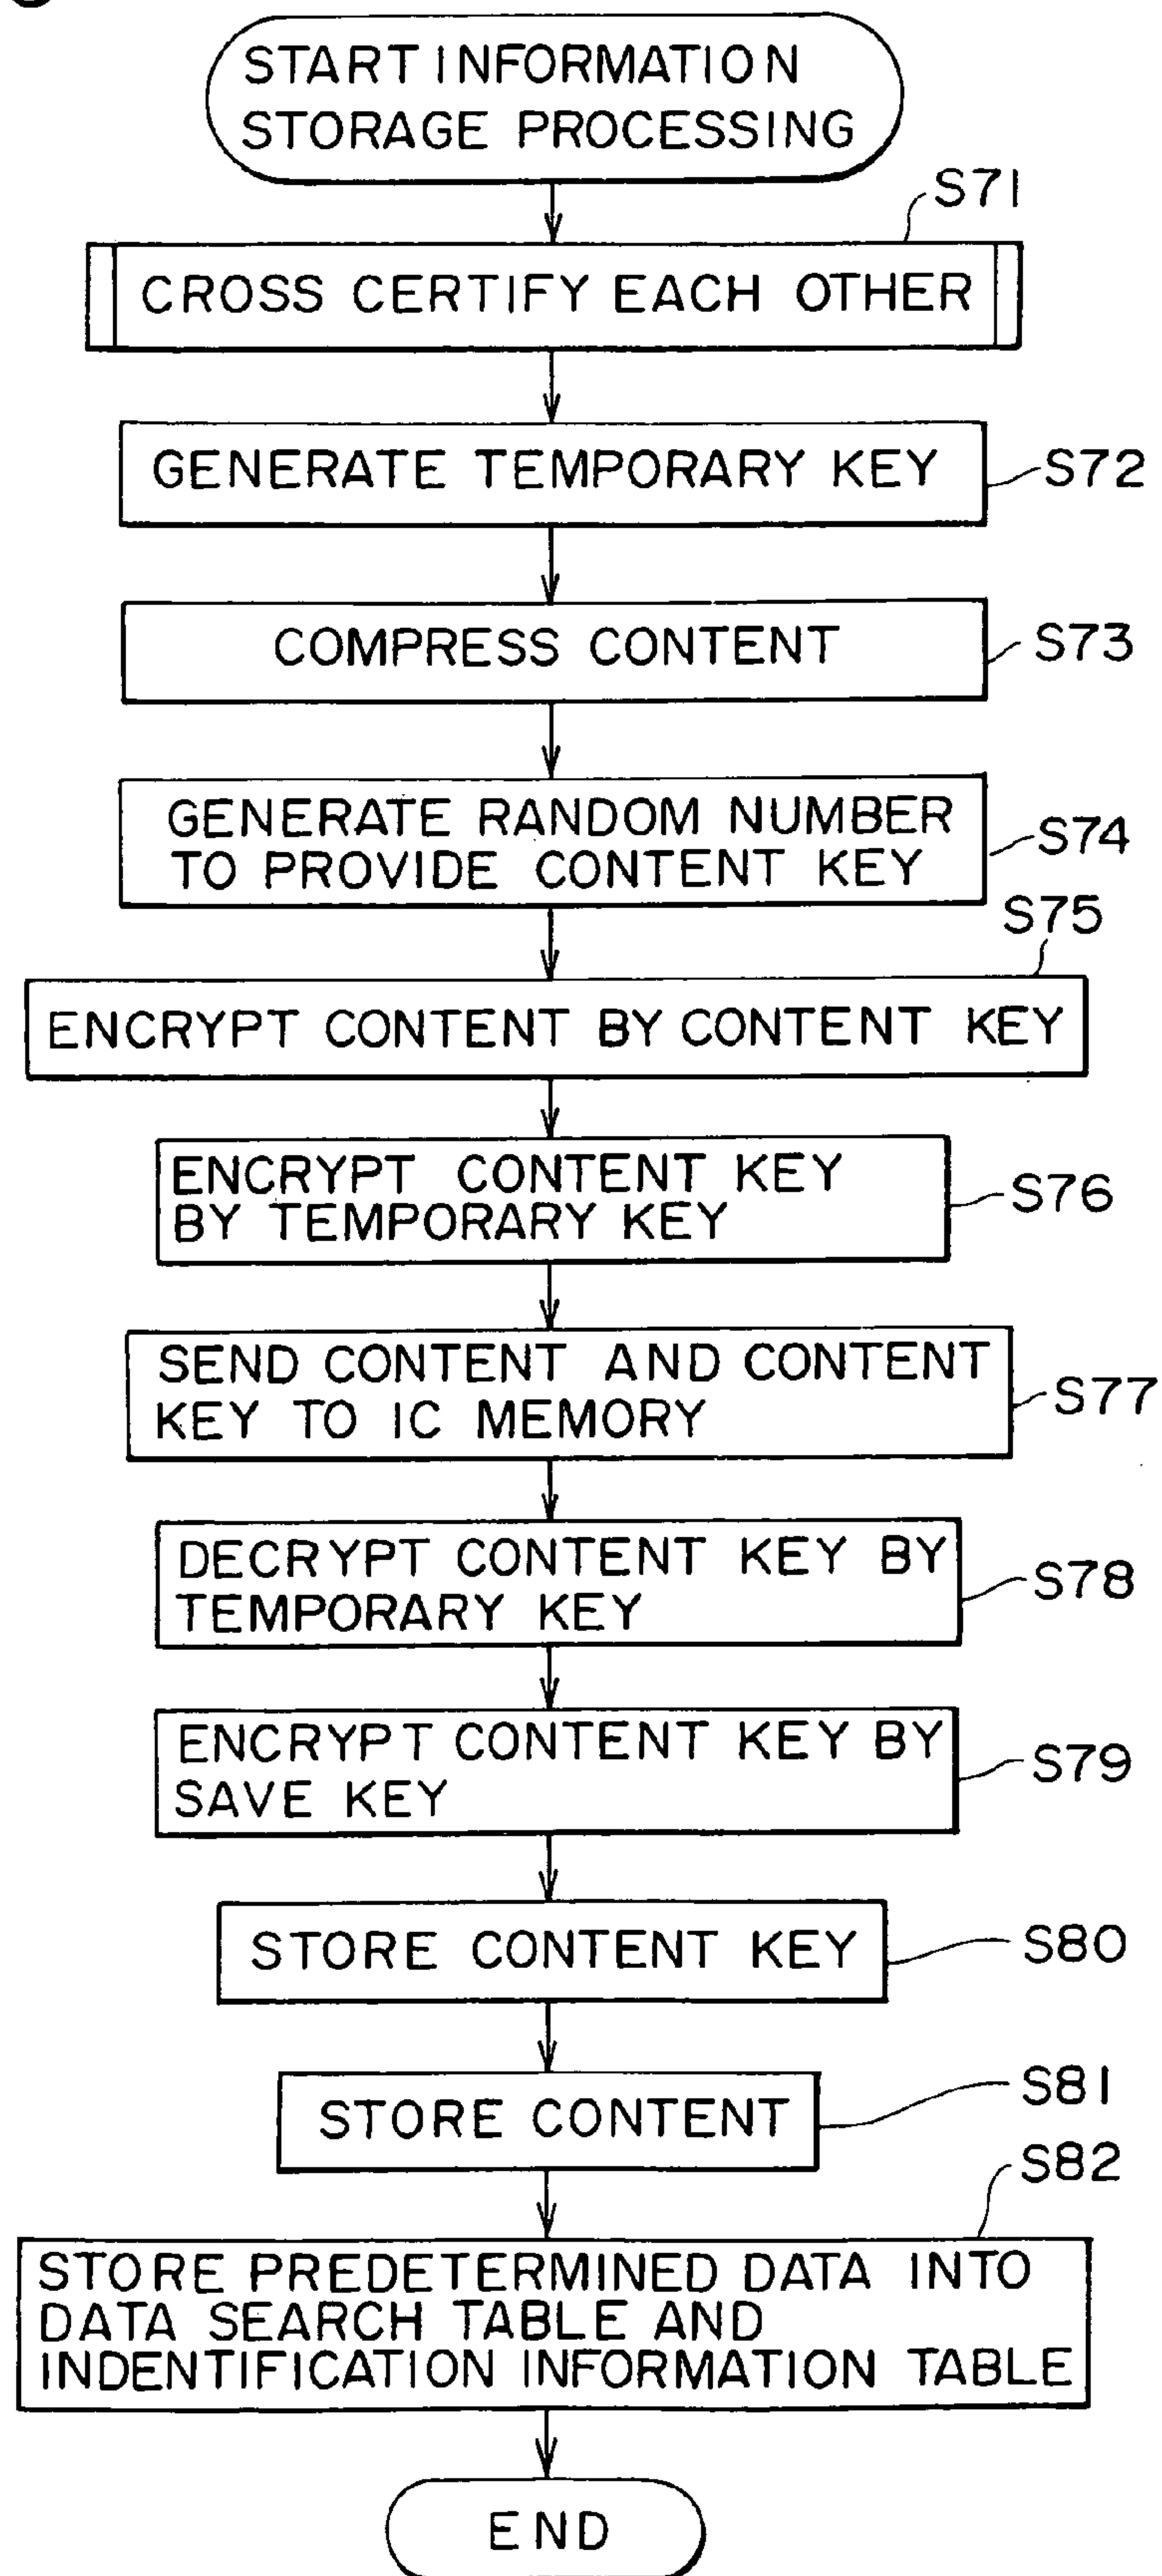 START INFORMATION
STORAGE PROCESSING
S71
CROSS CERTIFY EACH OTHER
GENERATE TEMPORARY KEY
S72
COMPRESS CONTENT
S73
GENERATE RANDOM NUMBER
TO PROVIDE CONTENT KEY
S74
S75
ENCRYPT CONTENT BY CONTENT KEY
ENCRYPT CONTENT KEY
BY TEMPORARY KEY
S76
SEND CONTENT AND CONTENT
KEY TO IC MEMORY
S77
DECRYPT CONTENT KEY BY
TEMPORARY KEY
S78
ENCRYPT CONTENT KEY BY
SAVE KEY
S79
STORE CONTENT KEY
S80
STORE CONTENT
S81
S82
STORE PREDETERMINED DATA INTO
DATA SEARCH TABLE AND
INDENTIFICATION INFORMATION TABLE
END